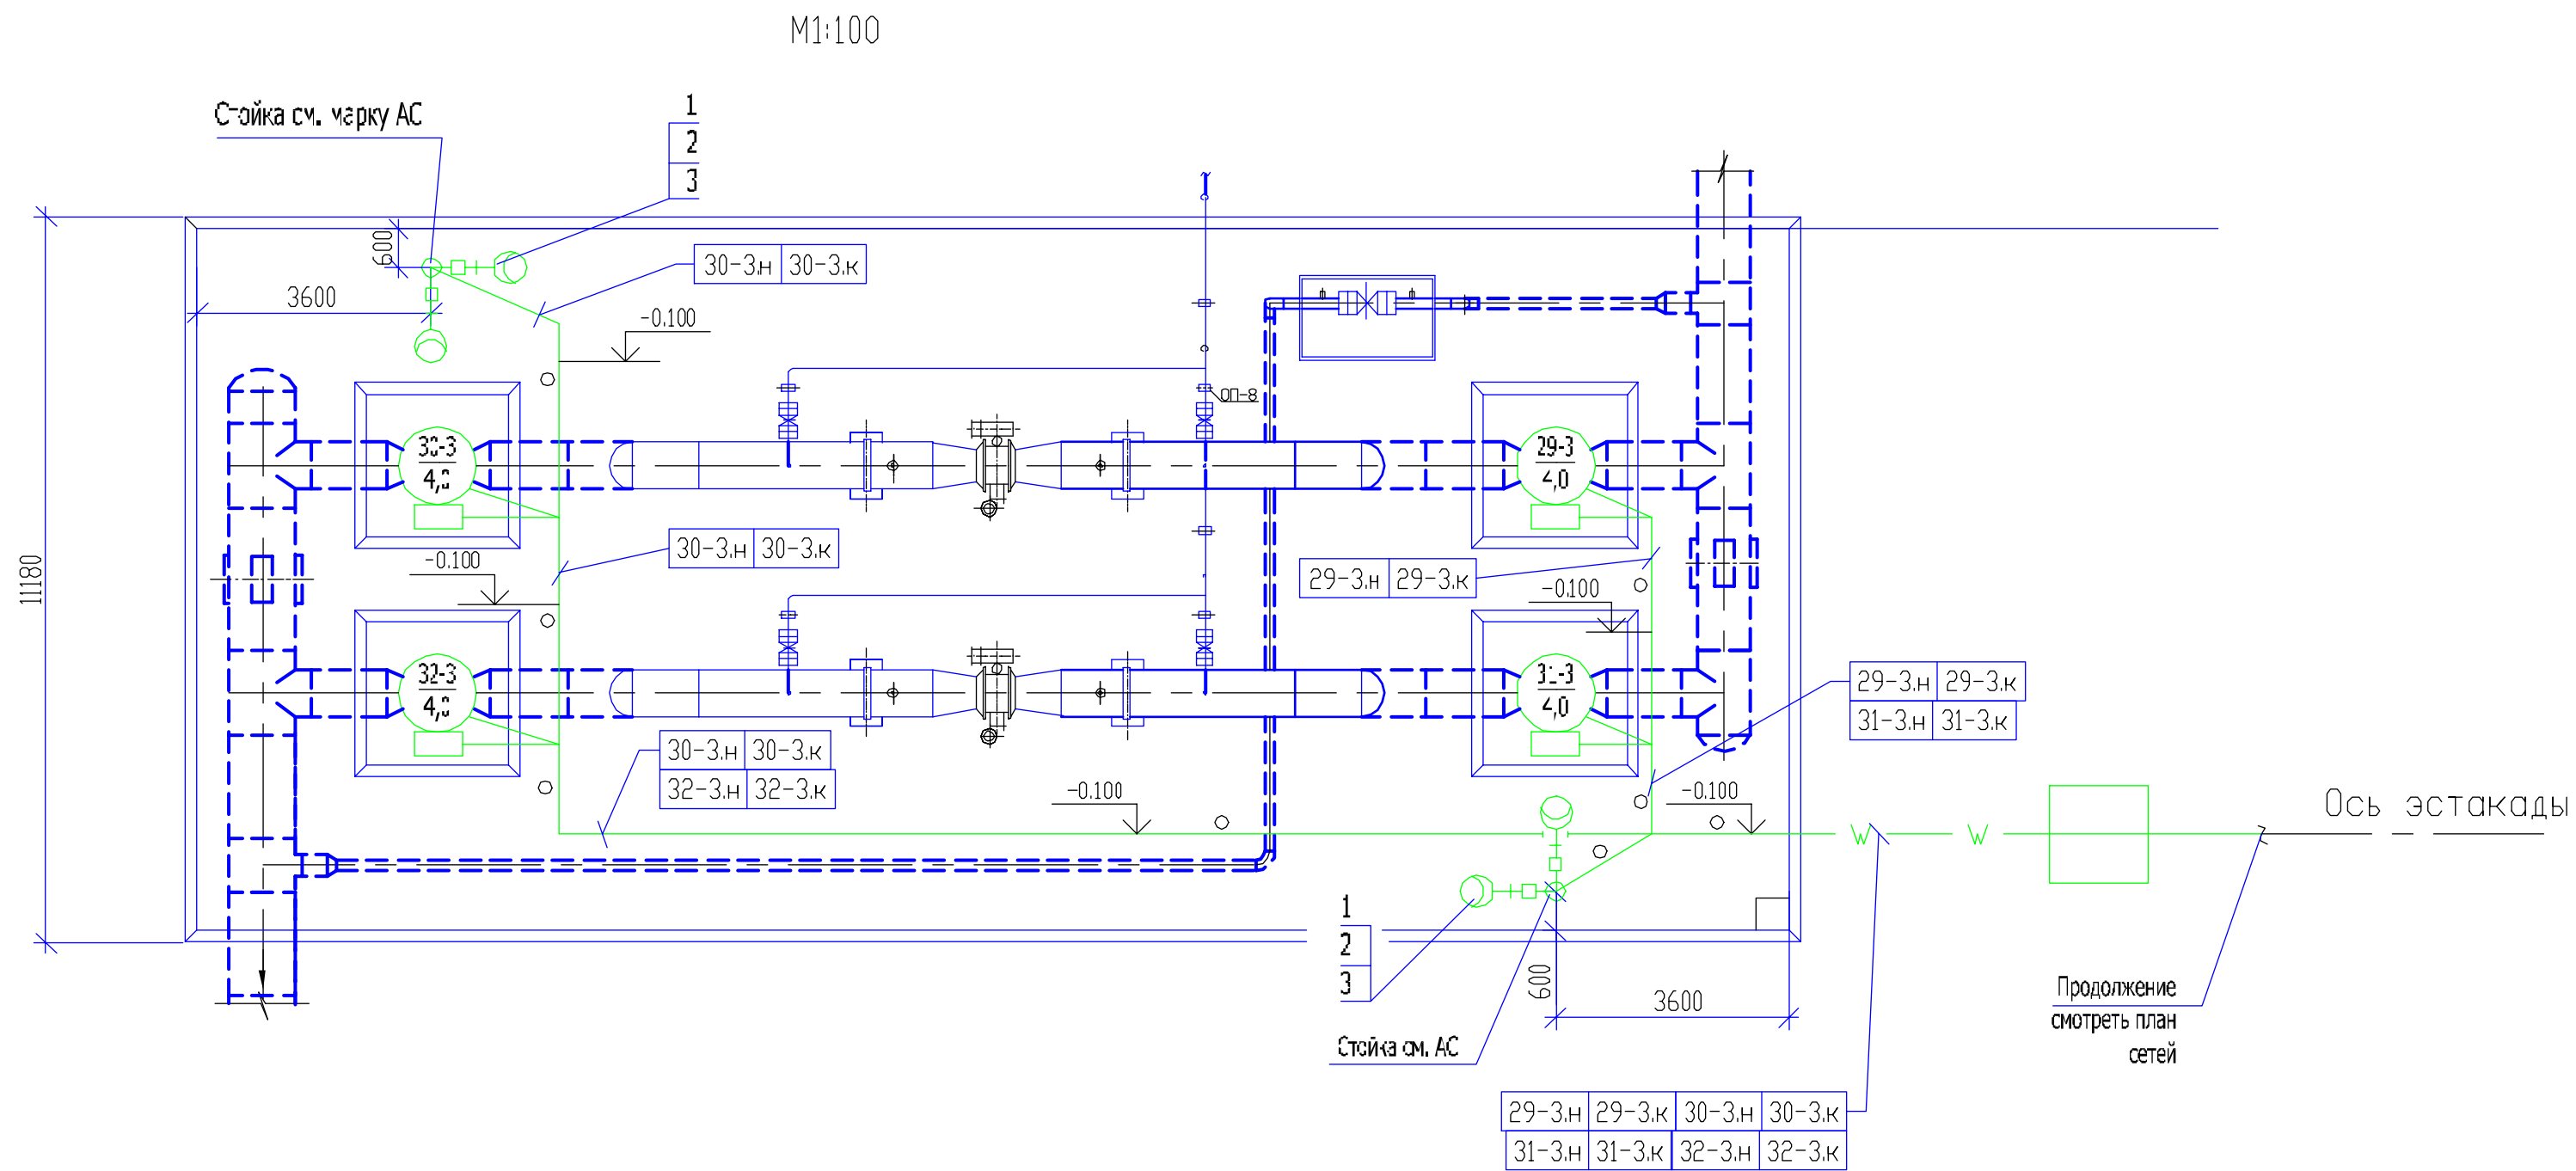 М1:100
Стойка см. марку АС
1
2
3
600
3600
30-3.н 30-3.к
-0.100
ОП-8
30-3
4,0
29-3
4,0
11180
-0.100
30-3.н 30-3.к
29-3.н 29-3.к
-0.100
32-3
4,0
31-3
4,0
29-3.н 29-3.к
31-3.н 31-3.к
30-3.н 30-3.к
32-3.н 32-3.к
-0.100
-0.100
W W
Ось эстакады
1
2
3
600
3600
Стойка см. АС
Продолжение
смотреть план
сетей
29-3.н 29-3.к 30-3.н 30-3.к
31-3.н 31-3.к 32-3.н 32-3.к